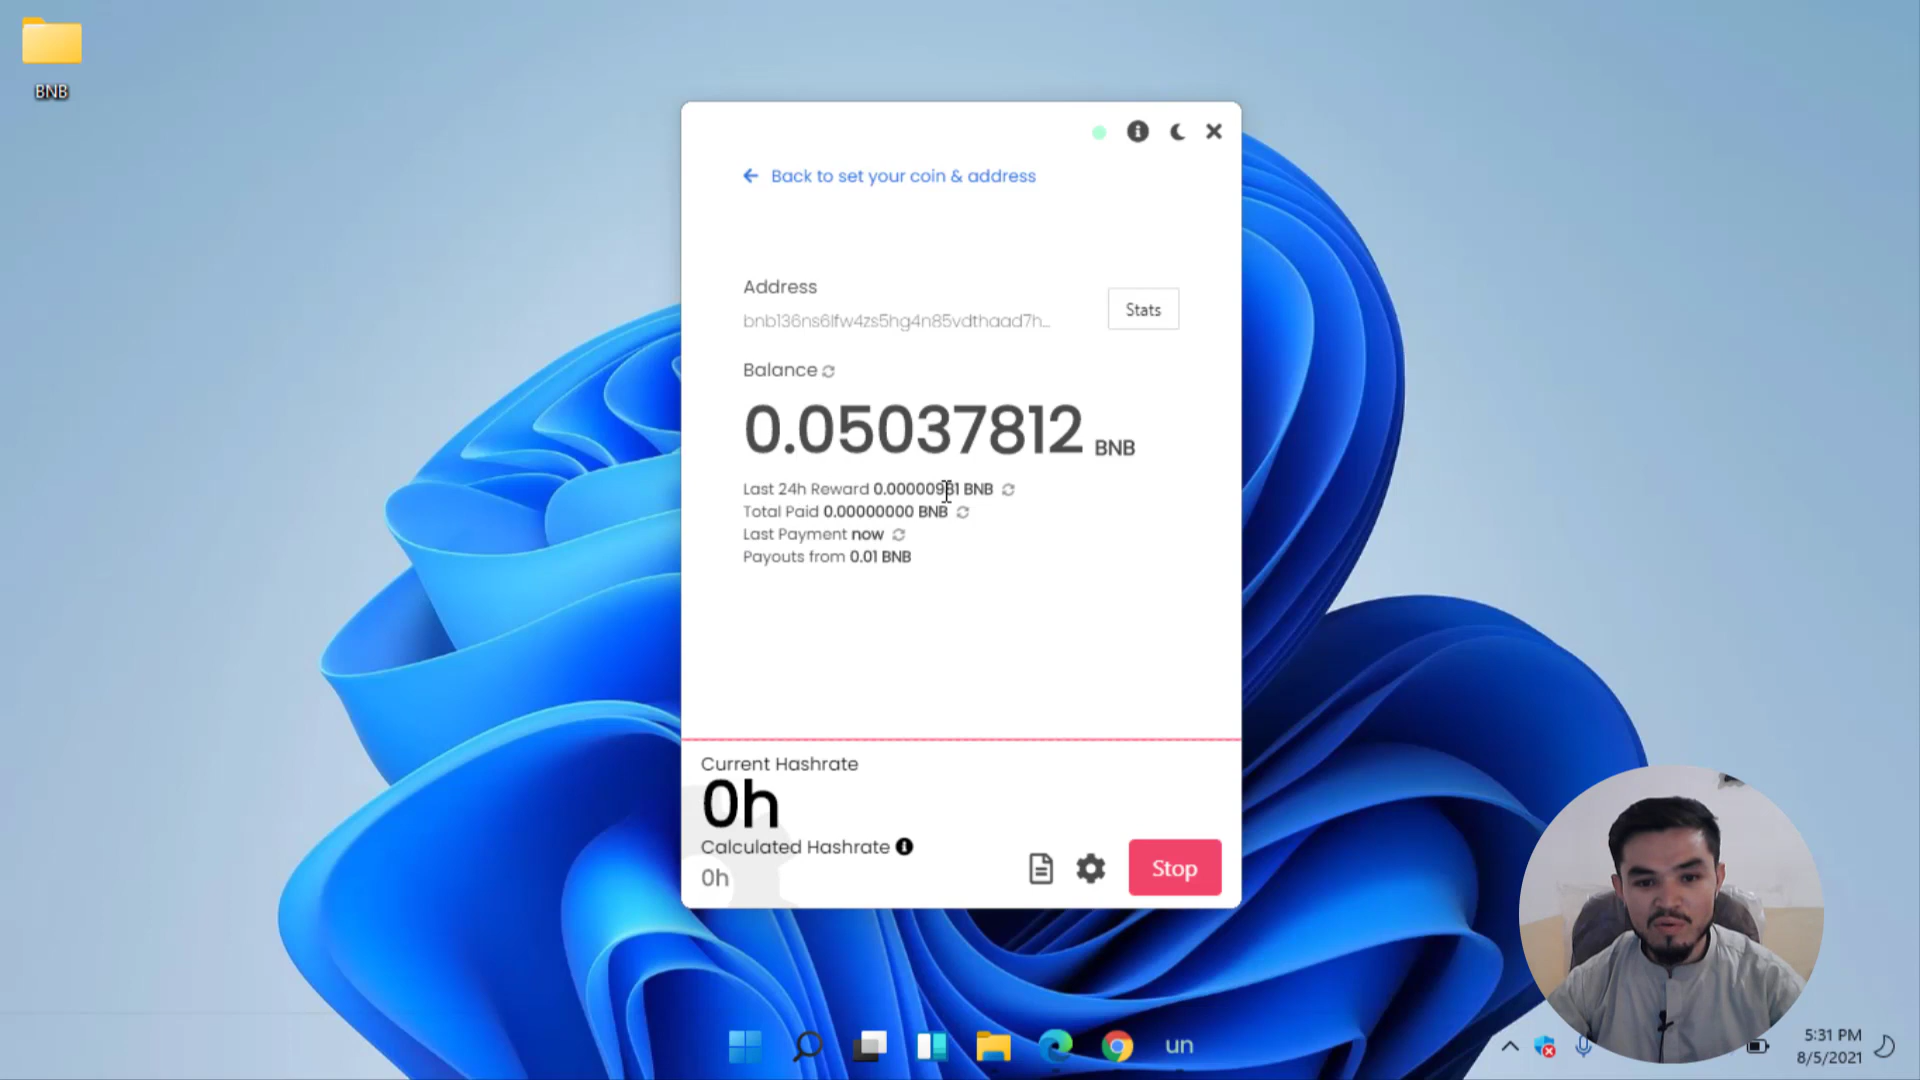 BNB
Back to set your coin & address
Address
bnb136ns6lfw4zs5hg4n85vdthaad7h...
Stats
Balance
0.05037812 BNB
Last 24h Reward 0.00000981 BNB
Total Paid 0.00000000 BNB
Last Payment now
Payouts from 0.01 BNB
Current Hashrate
0h
Calculated Hashrate
0h
Stop
un
5:31 PM
8/5/2021